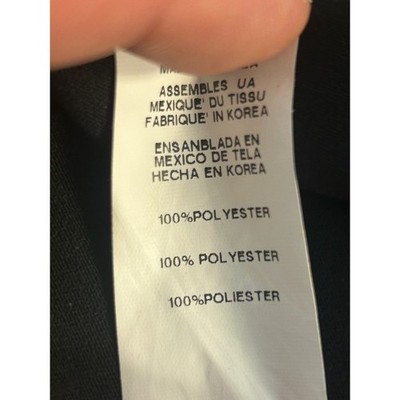 ASSEMBLES UA
MEXIQUE' DU TISSU
FABRIQUE' IN KOREA
ENSANBLADA EN
MEXICO DE TELA
HECHA EN KOREA
100%POLYESTER
100% POLYESTER
100%POLIESTER